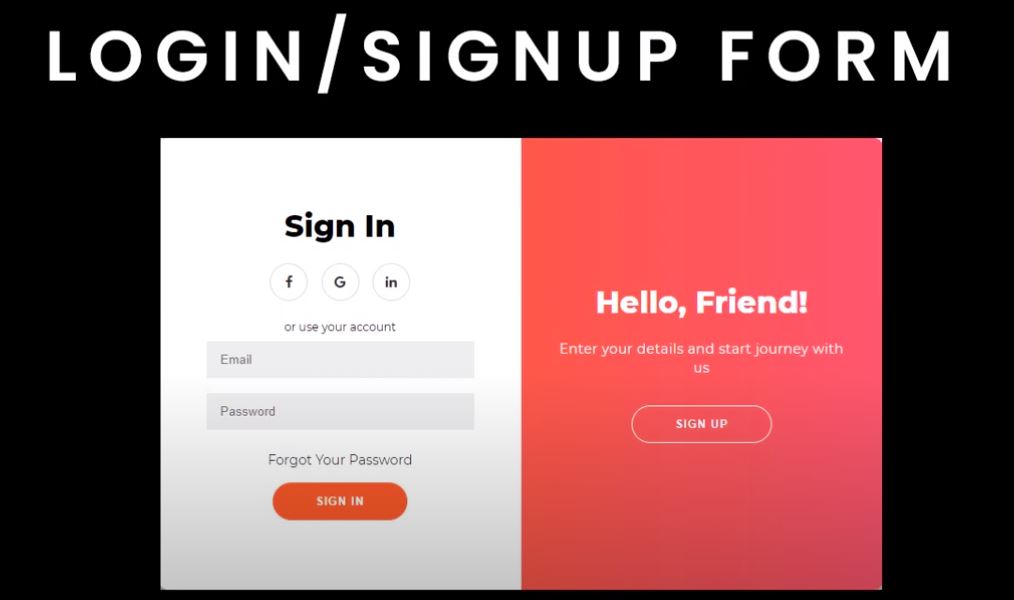 LOGIN/SIGNUP FORM
Sign In
f G in
or use your account
Email
Password
Forgot Your Password
SIGN IN
Hello, Friend!
Enter your details and start journey with
us
SIGN UP